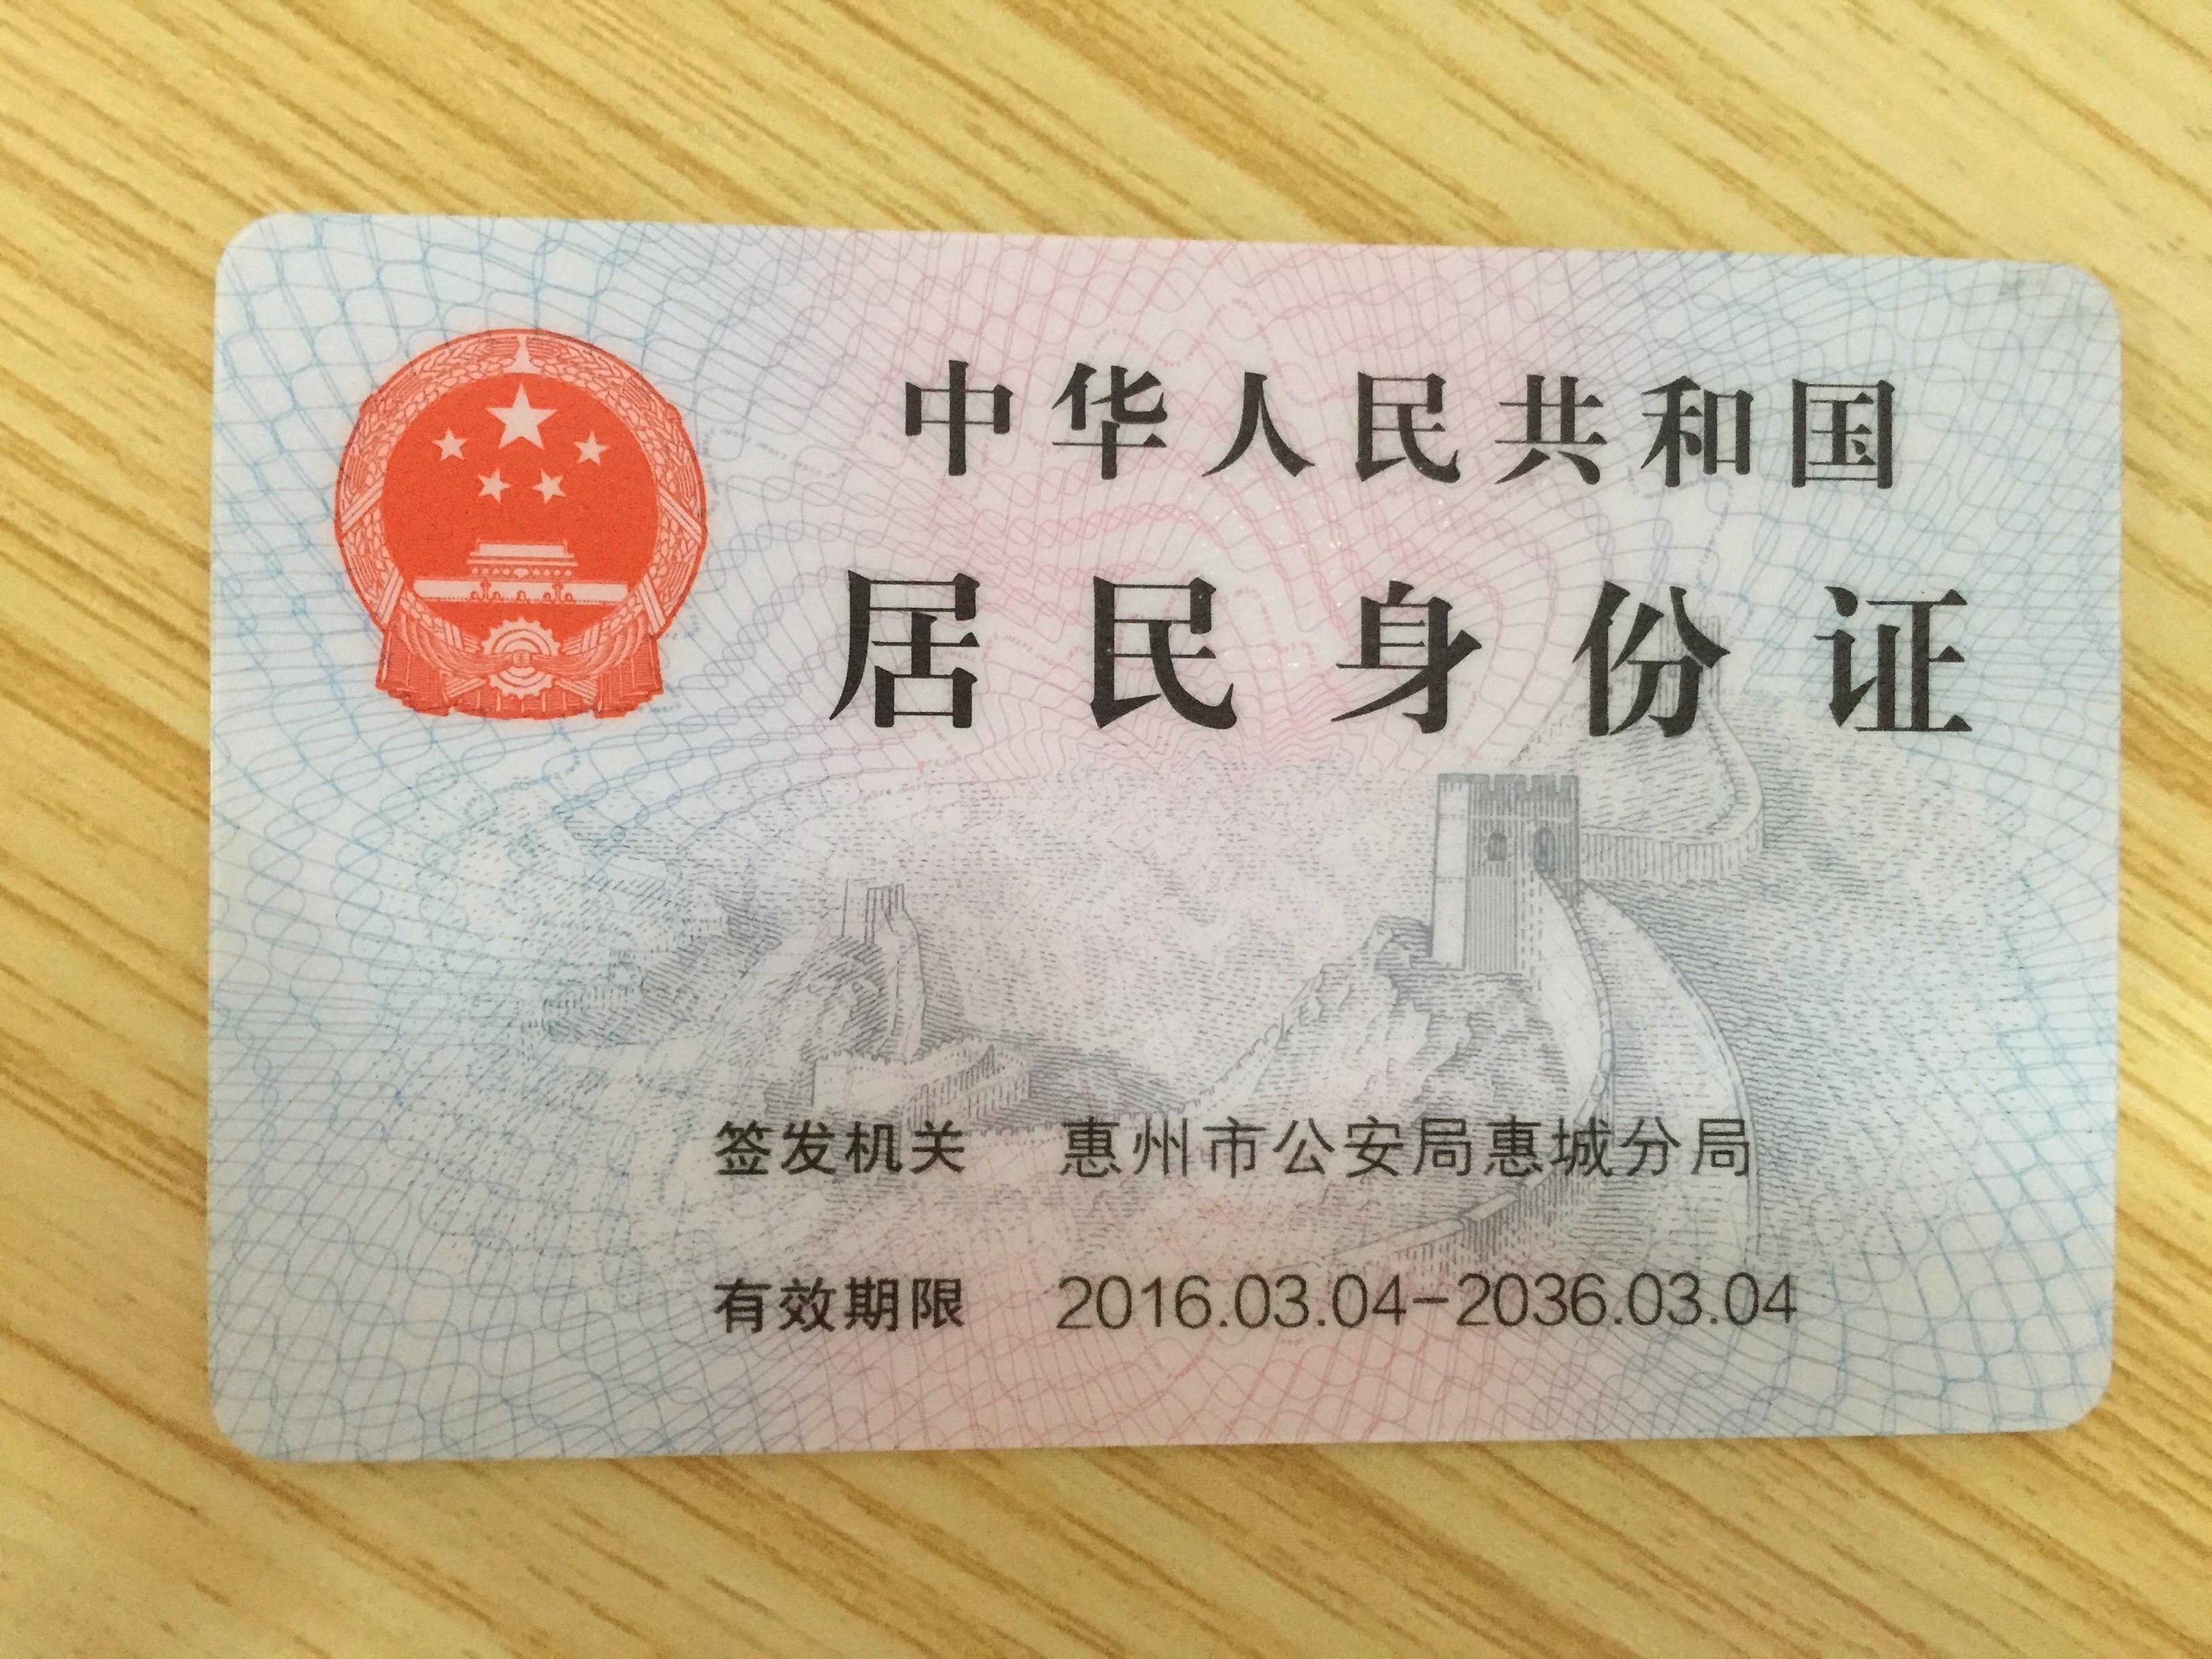 中华人民共和国
居民身份证
签发机关 惠州市公安局惠城分局
有效期限 2016.03.04-2036.03.04